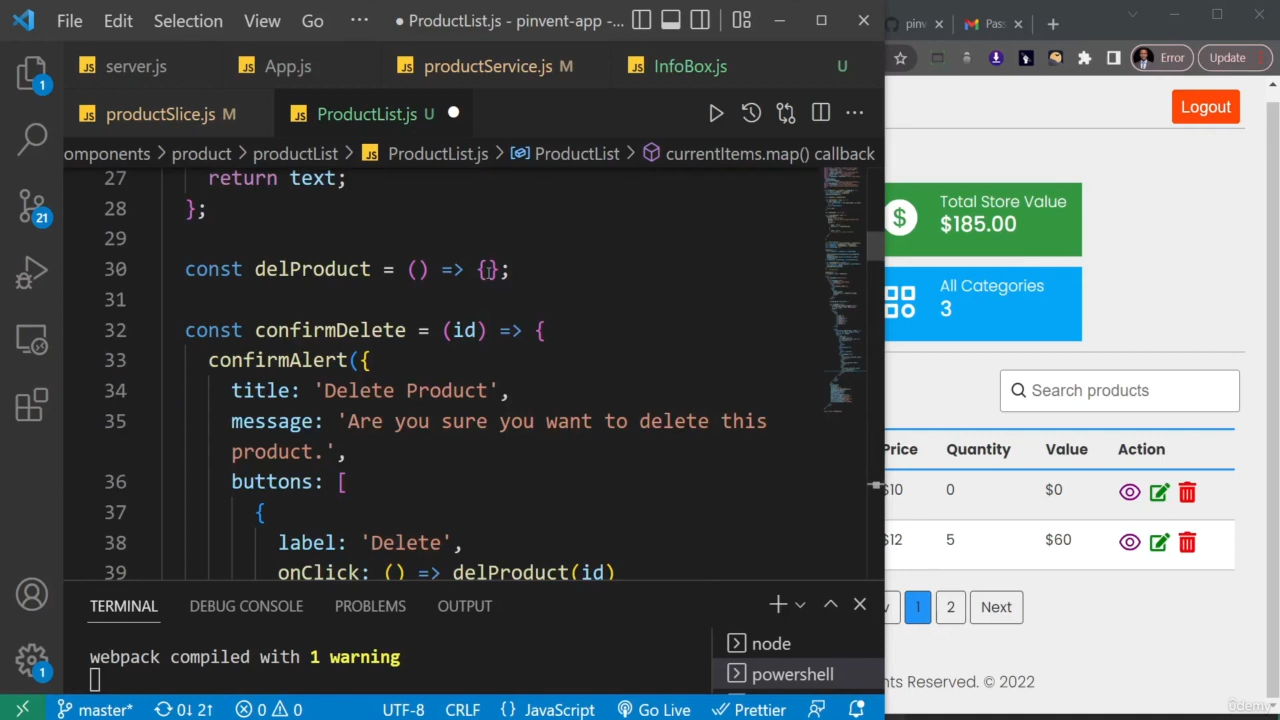 File Edit Selection View Go ··· ● ProductList.js - pinvent-app -...
server.js App.js productService.js M InfoBox.js U
productSlice.js M ProductList.js U
omponents > product > productList > ProductList.js > ProductList > currentItems.map() callback
27 return text;
28 };
29
30 const delProduct = () => {};
31
32 const confirmDelete = (id) => {
33 confirmAlert({
34 title: 'Delete Product',
35 message: 'Are you sure you want to delete this
product.',
36 buttons: [
37 {
38 label: 'Delete',
39 onClick: () => delProduct(id)
TERMINAL DEBUG CONSOLE PROBLEMS OUTPUT
webpack compiled with 1 warning
node
powershell
1
21
1
master* 0↓ 2↑ 0 0 UTF-8 CRLF {} JavaScript Go Live Prettier
pinv Pass
Error Update
Logout
$ Total Store Value
$185.00
All Categories
3
Search products
Price Quantity Value Action
$10 0 $0
$12 5 $60
v 1 2 Next
nts Reserved. © 2022
ûdemy